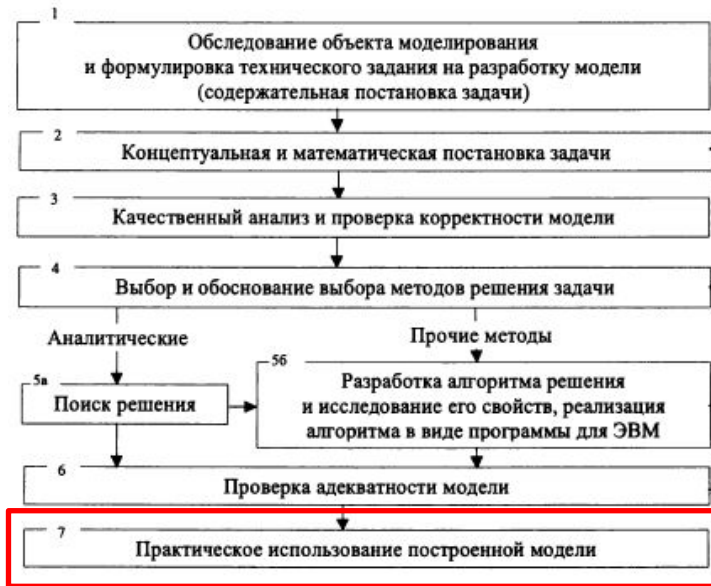 1
Обследование объекта моделирования
и формулировка технического задания на разработку модели
(содержательная постановка задачи)
2
Концептуальная и математическая постановка задачи
3
Качественный анализ и проверка корректности модели
4
Выбор и обоснование выбора методов решения задачи
Аналитические
Прочие методы
5а
Поиск решения
5б
Разработка алгоритма решения
и исследование его свойств, реализация
алгоритма в виде программы для ЭВМ
6
Проверка адекватности модели
7
Практическое использование построенной модели